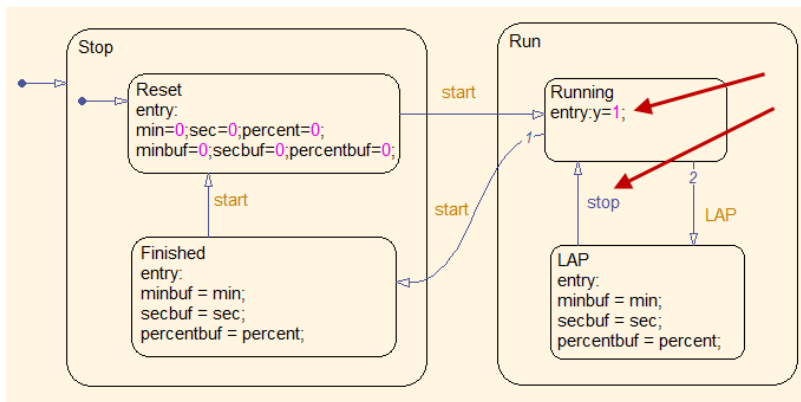 Stop
Reset
entry:
min=0;sec=0;percent=0;
minbuf=0;secbuf=0;percentbuf=0;
start
Finished
entry:
minbuf = min;
secbuf = sec;
percentbuf = percent;
start
start
Run
Running
entry:y=1;
1
2
stop
LAP
LAP
entry:
minbuf = min;
secbuf = sec;
percentbuf = percent;